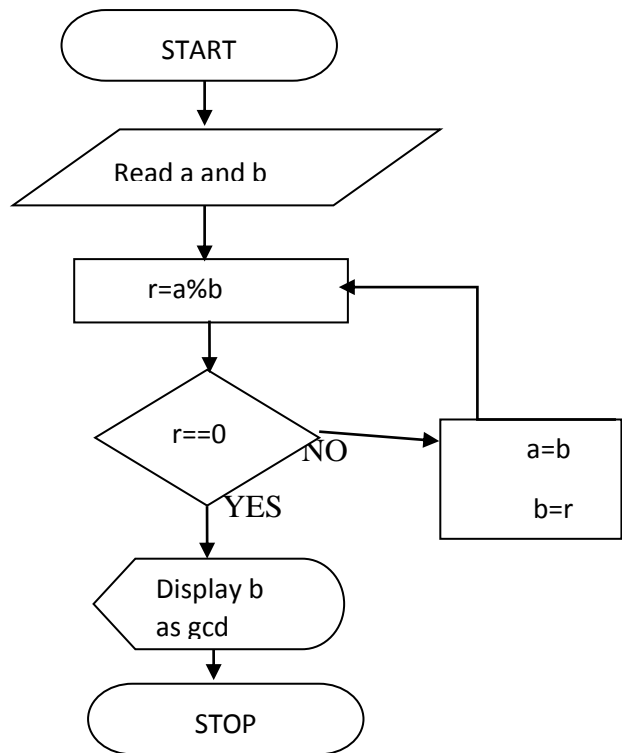 START
Read a and b
r=a%b
r==0
NO
a=b
b=r
YES
Display b
as gcd
STOP